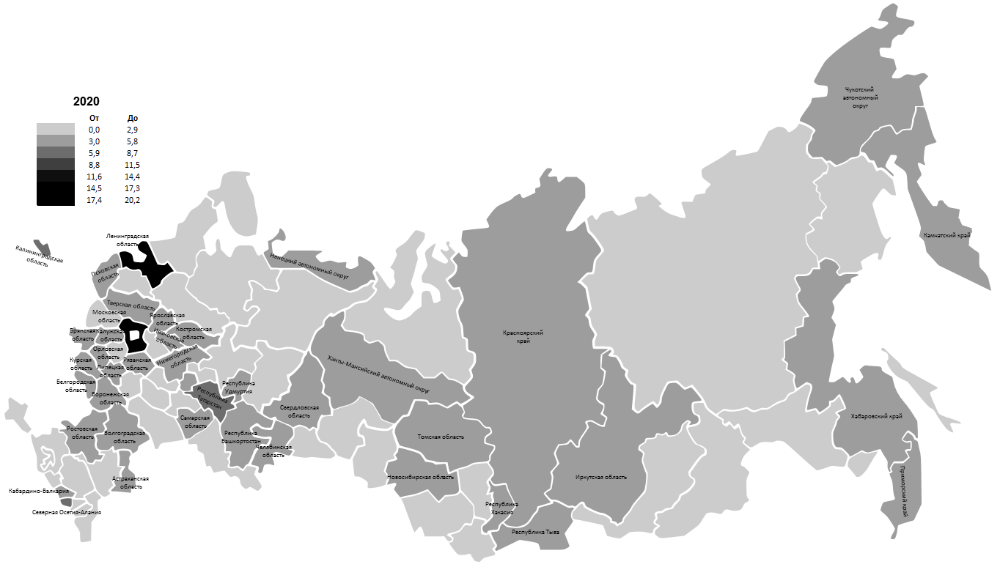 2020
От До
0,0 2,9
3,0 5,8
5,9 8,7
8,8 11,5
11,6 14,4
14,5 17,3
17,4 20,2
Чукотский
автономный
округ
Камчатский край
Ленинградская
область
Калининградская
область
Псковская
область
Ненецкий автономный округ
Тверская область
Московская
область
Ярославская
область
Костромская
область
Ивановская
область
Брянская
область
Калужская
область
Орловская
область
Нижегородская
область
Курская
область
Липецкая
область
Рязанская
область
Белгородская
область
Воронежская
область
Республика
Удмуртия
Республика
Татарстан
Ханты-Мансийский автономный округ
Красноярский
край
Свердловская
область
Самарская
область
Республика
Башкортостан
Челябинская
область
Ростовская
область
Волгоградская
область
Астраханская
область
Кабардино-Балкария
Северная Осетия-Алания
Томская область
Новосибирская область
Республика
Хакасия
Республика Тыва
Иркутская область
Хабаровский край
Приморский край